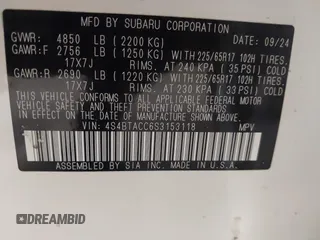 MFD BY SUBARU CORPORATION 09/24
GVWR: 4850 LB (2200 KG)
GAWR:F 2756 LB (1250 KG) WITH 225/65R17 102H TIRES,
17X7J RIMS, AT 240 KPA ( 35 PSI) COLD
GAWR:R 2690 LB (1220 KG) WITH 225/65R17 102H TIRES,
17X7J RIMS, AT 230 KPA ( 33 PSI) COLD
THIS VEHICLE CONFORMS TO ALL APPLICABLE FEDERAL MOTOR
VEHICLE SAFETY AND THEFT PREVENTION STANDARDS
IN EFFECT ON THE DATE OF MANUFACTURE SHOWN ABOVE.
VIN: 4S4BTACC6S3153118 MPV
ASSEMBLED BY SIA INC. MADE IN U.S.A.
DREAMBID
dreambid.com